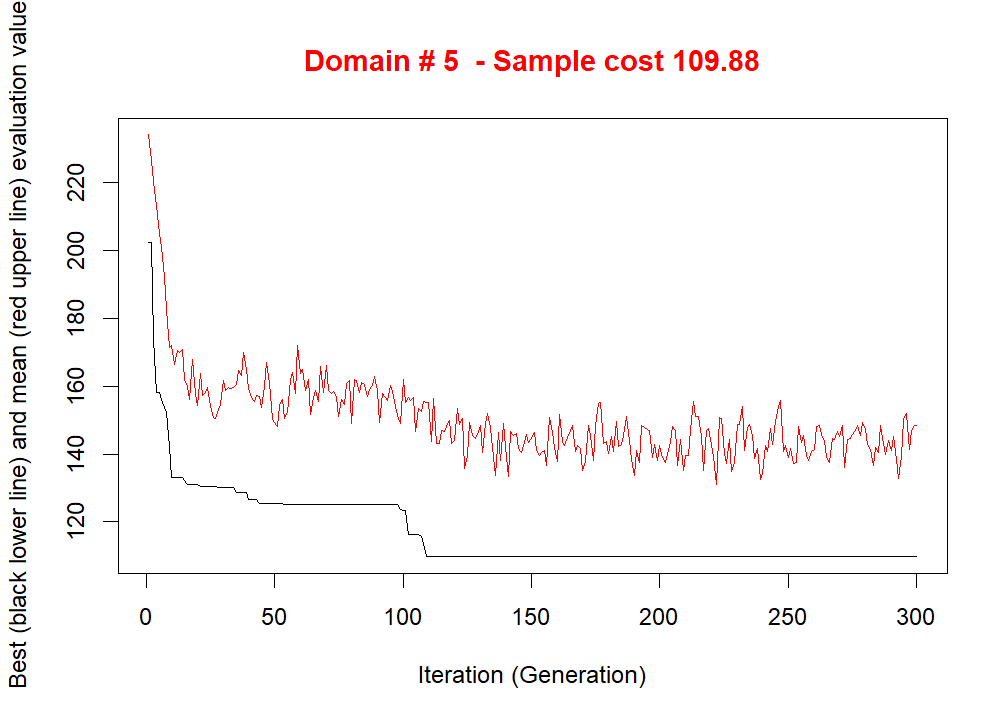 Domain # 5  - Sample cost 109.88
Best (black lower line) and mean (red upper line) evaluation value
220
200
180
160
140
120
0 50 100 150 200 250 300
Iteration (Generation)